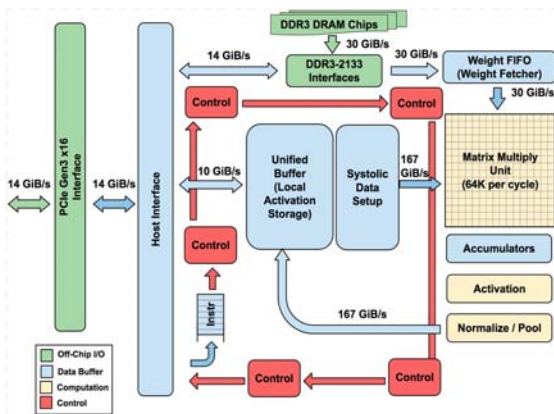 DDR3 DRAM Chips
14 GiB/s
30 GiB/s
30 GiB/s
DDR3-2133
Interfaces
Weight FIFO
(Weight Fetcher)
30 GiB/s
Control
Control
PCIe Gen3 x16
Interface
Host Interface
14 GiB/s
14 GiB/s
10 GiB/s
Unified
Buffer
(Local
Activation
Storage)
Systolic
Data
Setup
167
GiB/s
Matrix Multiply
Unit
(64K per cycle)
Control
Accumulators
Activation
Instr
167 GiB/s
Normalize / Pool
Off-Chip I/O
Data Buffer
Computation
Control
Control
Control
Control